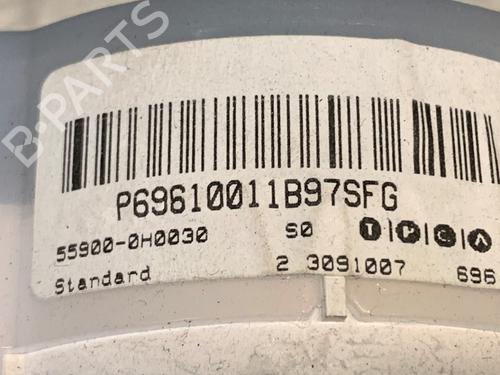 B-PARTS
P69610011B97SFG
55900-0H0030 S0 T P C A
Standard 2 3091007 696